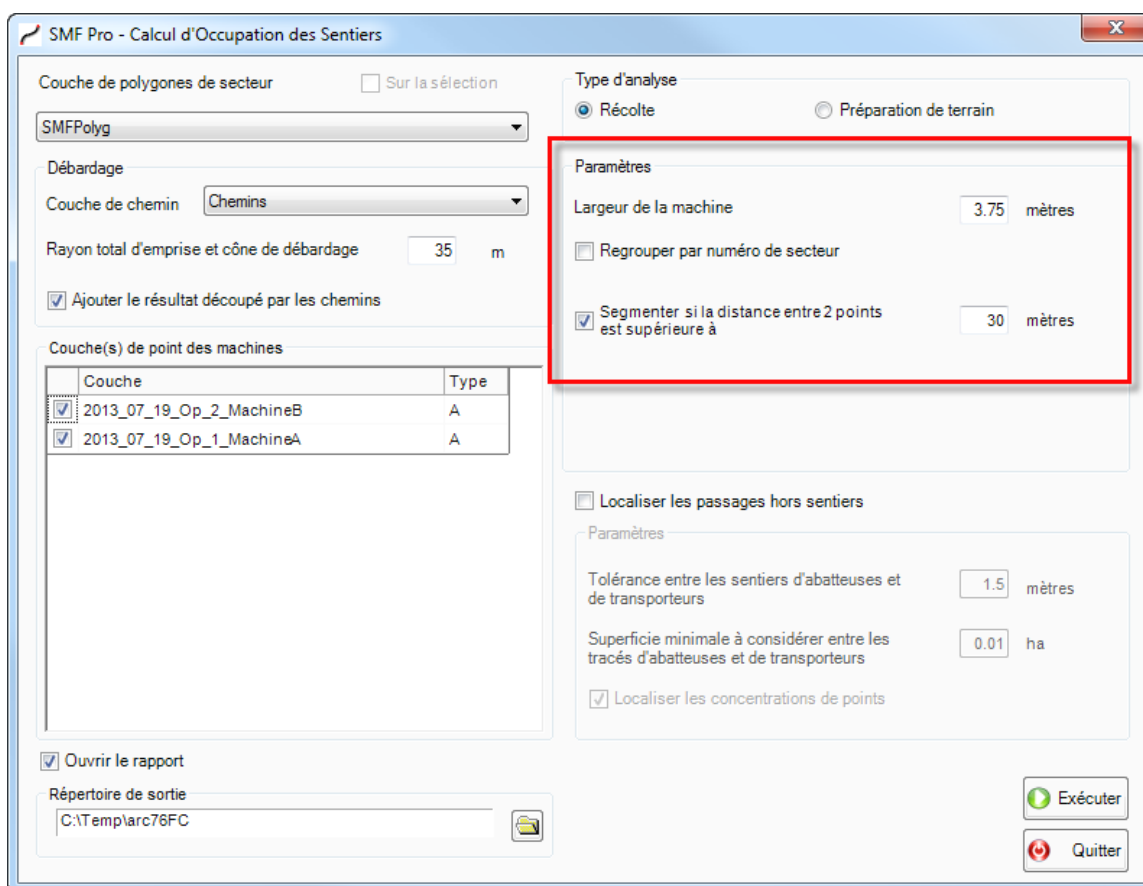 SMF Pro - Calcul d'Occupation des Sentiers
Couche de polygones de secteur
Sur la sélection
SMFPolyg
Débardage
Couche de chemin
Chemins
Rayon total d'emprise et cône de débardage
35
m
Ajouter le résultat découpé par les chemins
Couche(s) de point des machines
Couche Type
2013_07_19_Op_2_MachineB A
2013_07_19_Op_1_MachineA A
Ouvrir le rapport
Répertoire de sortie
C:\Temp\arc76FC
Type d'analyse
Récolte
Préparation de terrain
Paramètres
Largeur de la machine
3.75
mètres
Regrouper par numéro de secteur
Segmenter si la distance entre 2 points
est supérieure à
30
mètres
Localiser les passages hors sentiers
Paramètres
Tolérance entre les sentiers d'abatteuses et
de transporteurs
1.5
mètres
Superficie minimale à considérer entre les
tracés d'abatteuses et de transporteurs
0.01
ha
Localiser les concentrations de points
Exécuter
Quitter